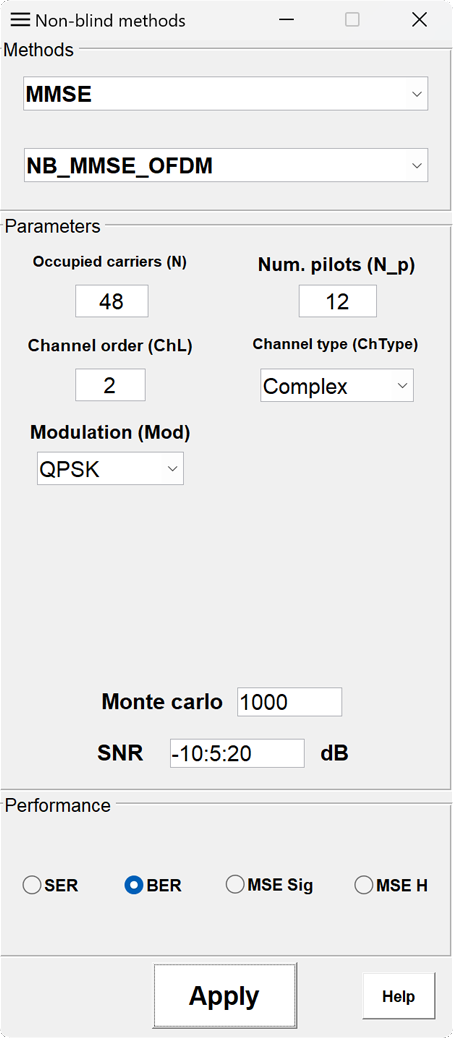 Non-blind methods
Methods
MMSE
NB_MMSE_OFDM
Parameters
Occupied carriers (N)
Num. pilots (N_p)
48
12
Channel order (ChL)
Channel type (ChType)
2
Complex
Modulation (Mod)
QPSK
Monte carlo 1000
SNR -10:5:20 dB
Performance
SER BER MSE Sig MSE H
Apply
Help